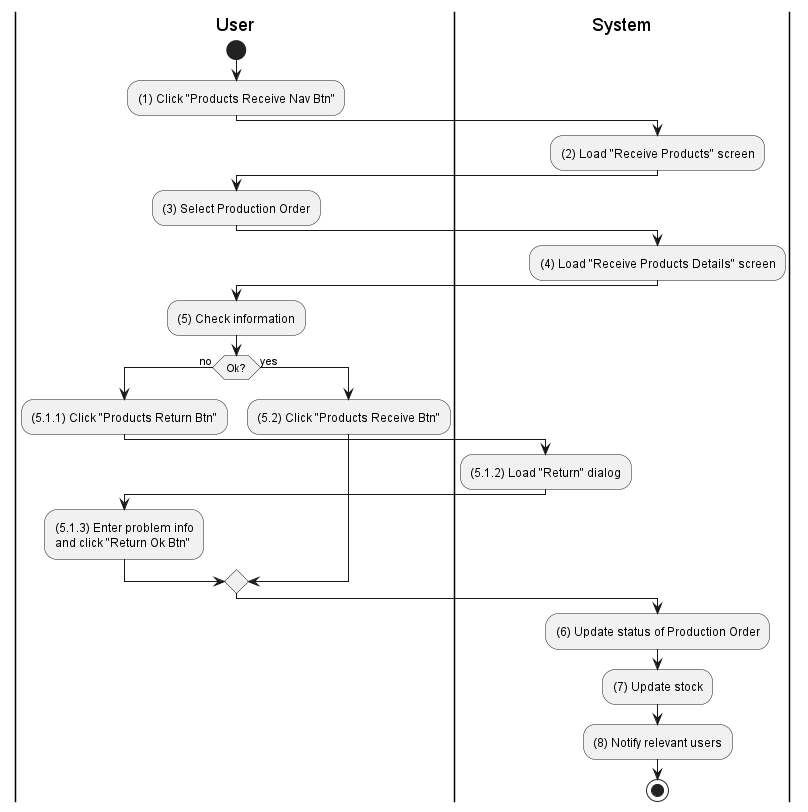 User
System
(1) Click "Products Receive Nav Btn"
(2) Load "Receive Products" screen
(3) Select Production Order
(4) Load "Receive Products Details" screen
(5) Check information
no
Ok?
yes
(5.1.1) Click "Products Return Btn"
(5.2) Click "Products Receive Btn"
(5.1.2) Load "Return" dialog
(5.1.3) Enter problem info
and click "Return Ok Btn"
(6) Update status of Production Order
(7) Update stock
(8) Notify relevant users